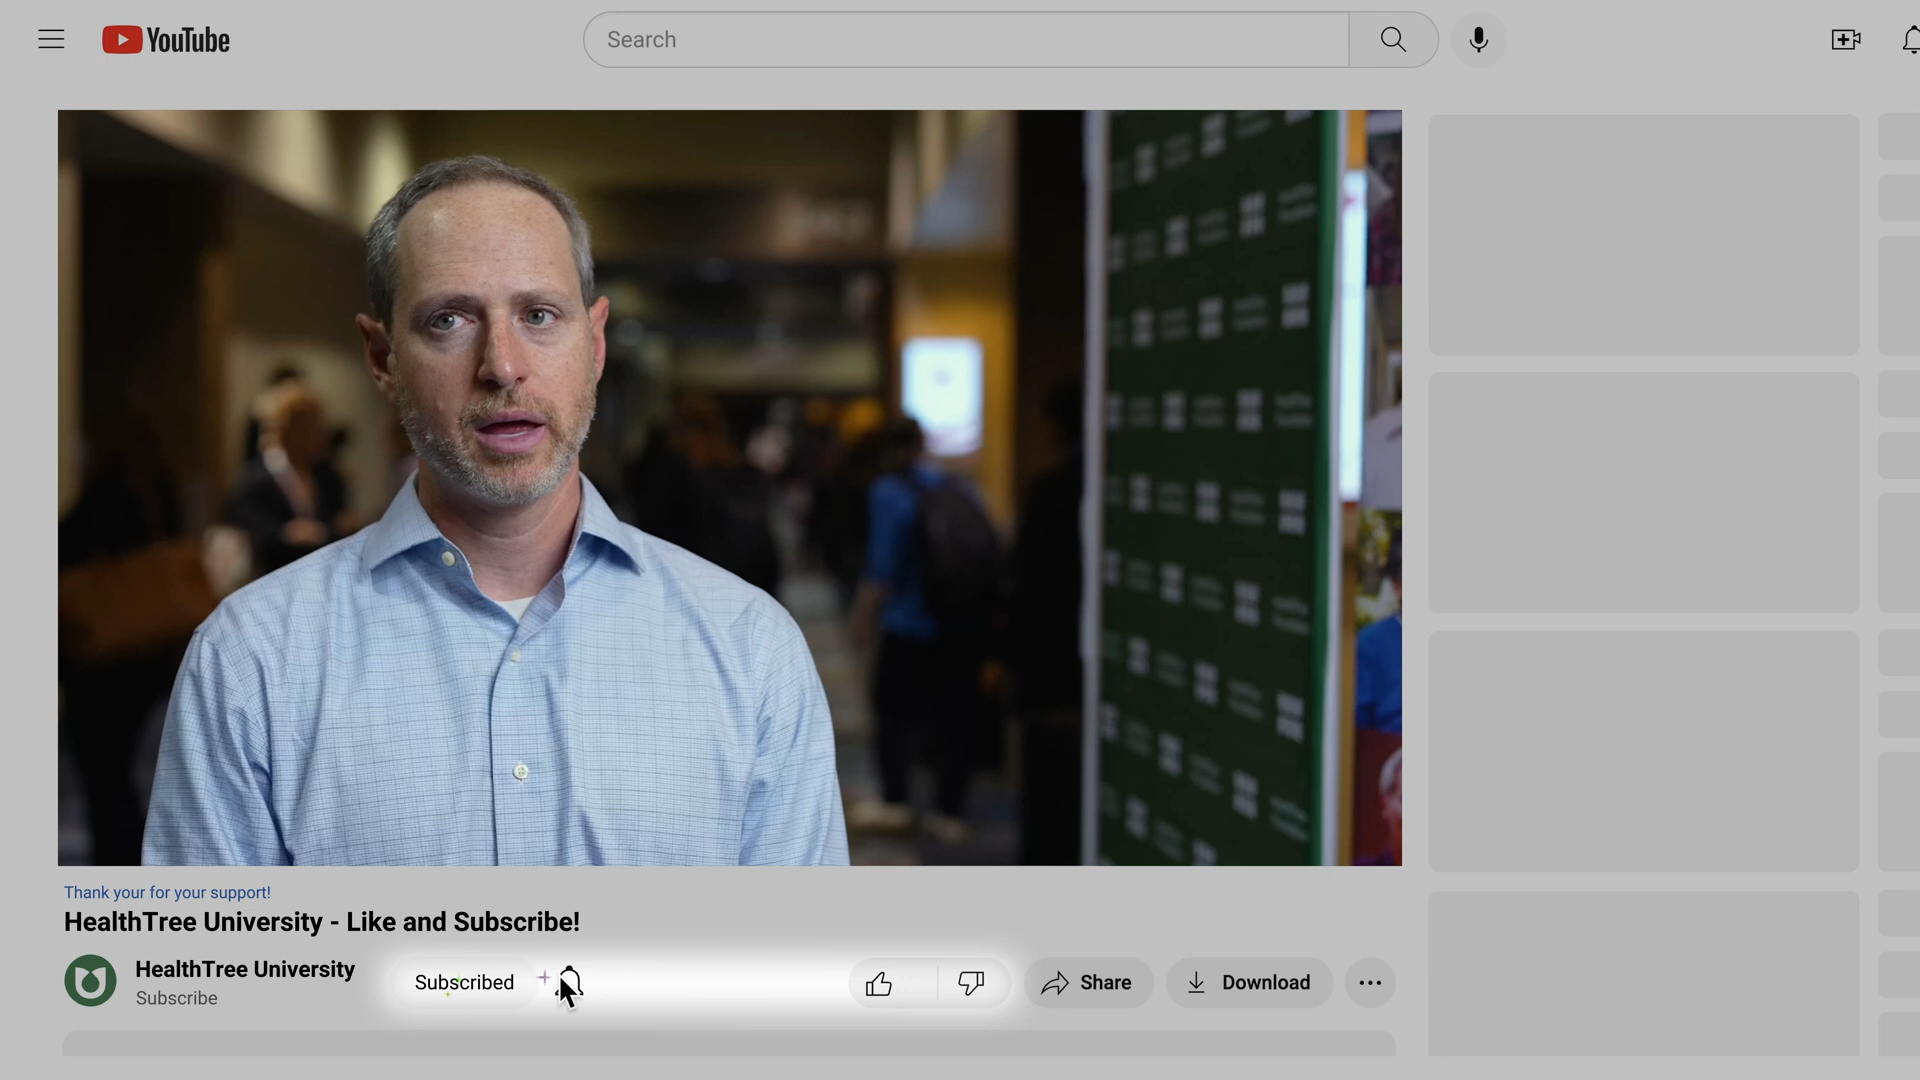 YouTube
Search
Thank your for your support!
HealthTree University - Like and Subscribe!
HealthTree University
Subscribe
Subscribed
Share
Download